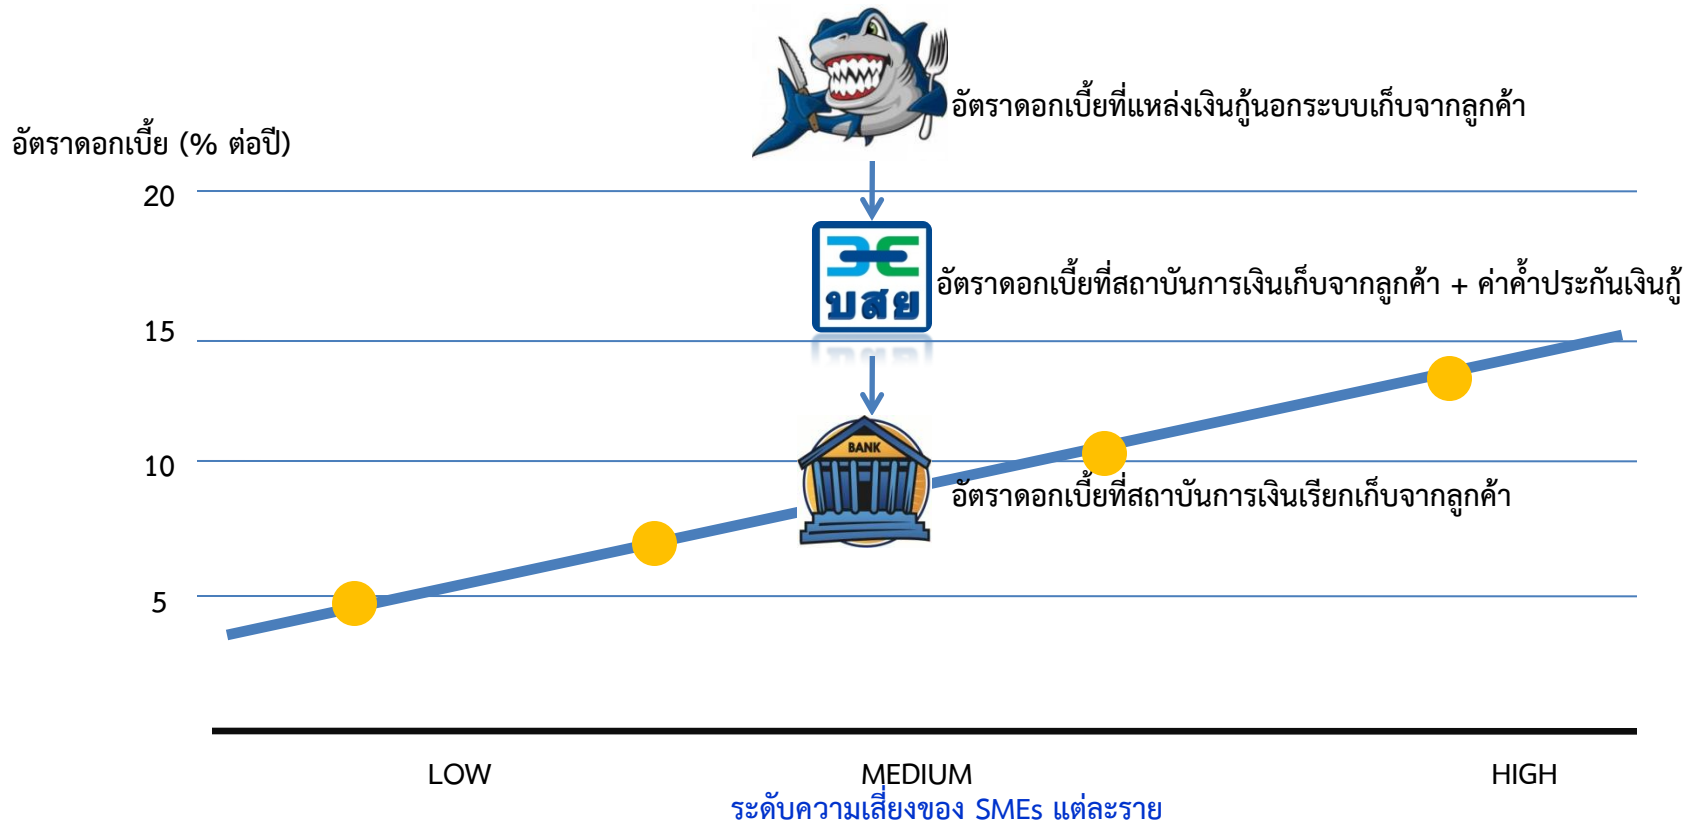 อัตราดอกเบี้ยที่แหล่งเงินกู้นอกระบบเก็บจากลูกค้า
อัตราดอกเบี้ย (% ต่อปี)
20
บสย
อัตราดอกเบี้ยที่สถาบันการเงินเก็บจากลูกค้า + ค่าค้ำประกันเงินกู้
15
BANK
10
อัตราดอกเบี้ยที่สถาบันการเงินเรียกเก็บจากลูกค้า
5
LOW MEDIUM HIGH
ระดับความเสี่ยงของ SMEs แต่ละราย